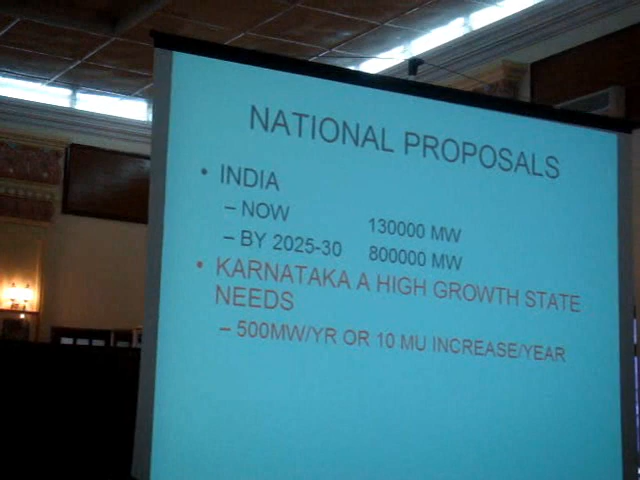 NATIONAL PROPOSALS
• INDIA
– NOW 130000 MW
– BY 2025-30 800000 MW
• KARNATAKA A HIGH GROWTH STATE
NEEDS
– 500MW/YR OR 10 MU INCREASE/YEAR